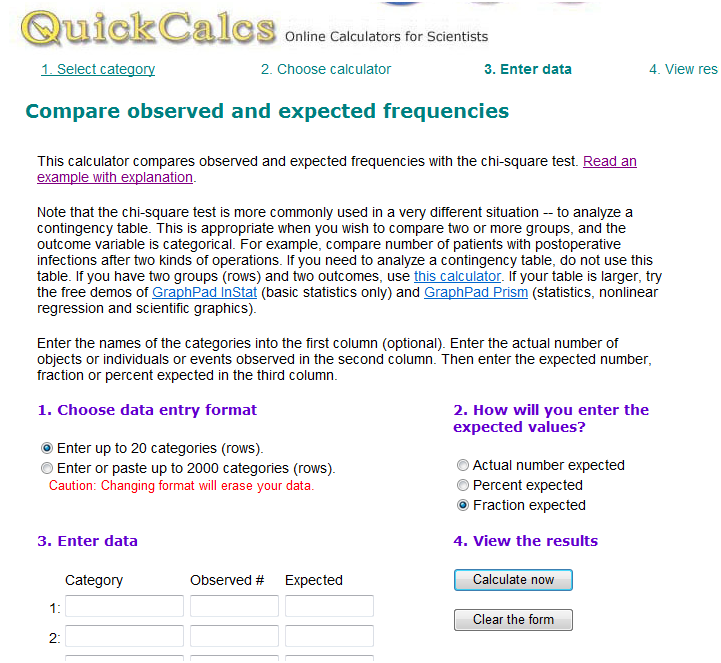 QuickCalcs Online Calculators for Scientists
1. Select category 2. Choose calculator 3. Enter data 4. View res
Compare observed and expected frequencies
This calculator compares observed and expected frequencies with the chi-square test. Read an
example with explanation.
Note that the chi-square test is more commonly used in a very different situation -- to analyze a
contingency table. This is appropriate when you wish to compare two or more groups, and the
outcome variable is categorical. For example, compare number of patients with postoperative
infections after two kinds of operations. If you need to analyze a contingency table, do not use this
table. If you have two groups (rows) and two outcomes, use this calculator. If your table is larger, try
the free demos of GraphPad InStat (basic statistics only) and GraphPad Prism (statistics, nonlinear
regression and scientific graphics).
Enter the names of the categories into the first column (optional). Enter the actual number of
objects or individuals or events observed in the second column. Then enter the expected number,
fraction or percent expected in the third column.
1. Choose data entry format
Enter up to 20 categories (rows).
Enter or paste up to 2000 categories (rows).
Caution: Changing format will erase your data.
2. How will you enter the
expected values?
Actual number expected
Percent expected
Fraction expected
3. Enter data
Category Observed # Expected
1:
2:
4. View the results
Calculate now
Clear the form